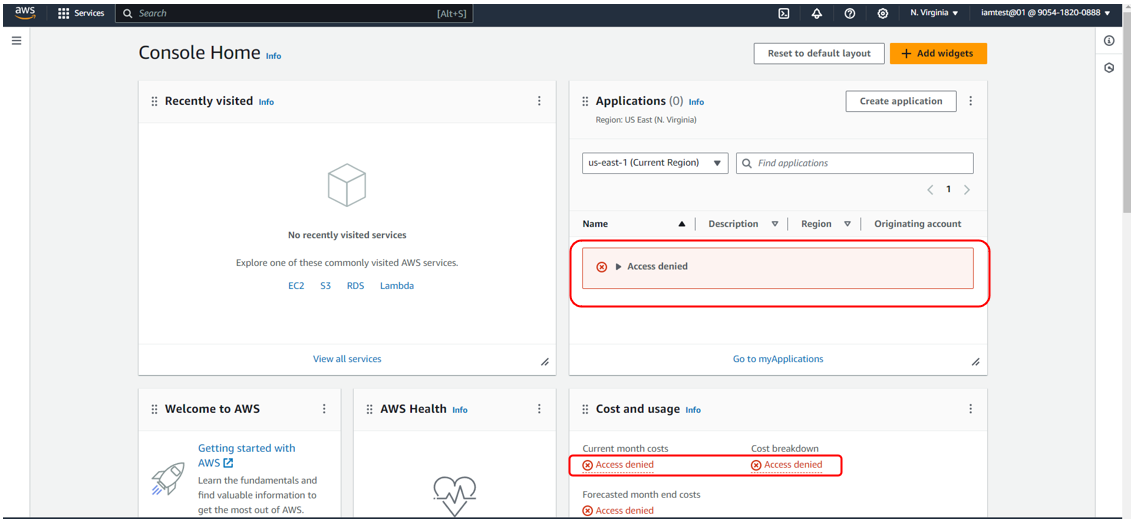 aws
Services
Search
[Alt+S]
N. Virginia
iamtest@01 @ 9054-1820-0888
Console Home Info
Reset to default layout
+ Add widgets
Recently visited Info
No recently visited services
Explore one of these commonly visited AWS services.
EC2 S3 RDS Lambda
View all services
Applications (0) Info
Region: US East (N. Virginia)
Create application
us-east-1 (Current Region)
Find applications
1
Name Description Region Originating account
Access denied
Go to myApplications
Welcome to AWS
Getting started with
AWS
Learn the fundamentals and
find valuable information to
get the most out of AWS.
AWS Health Info
Cost and usage Info
Current month costs
Access denied
Cost breakdown
Access denied
Forecasted month end costs
Access denied